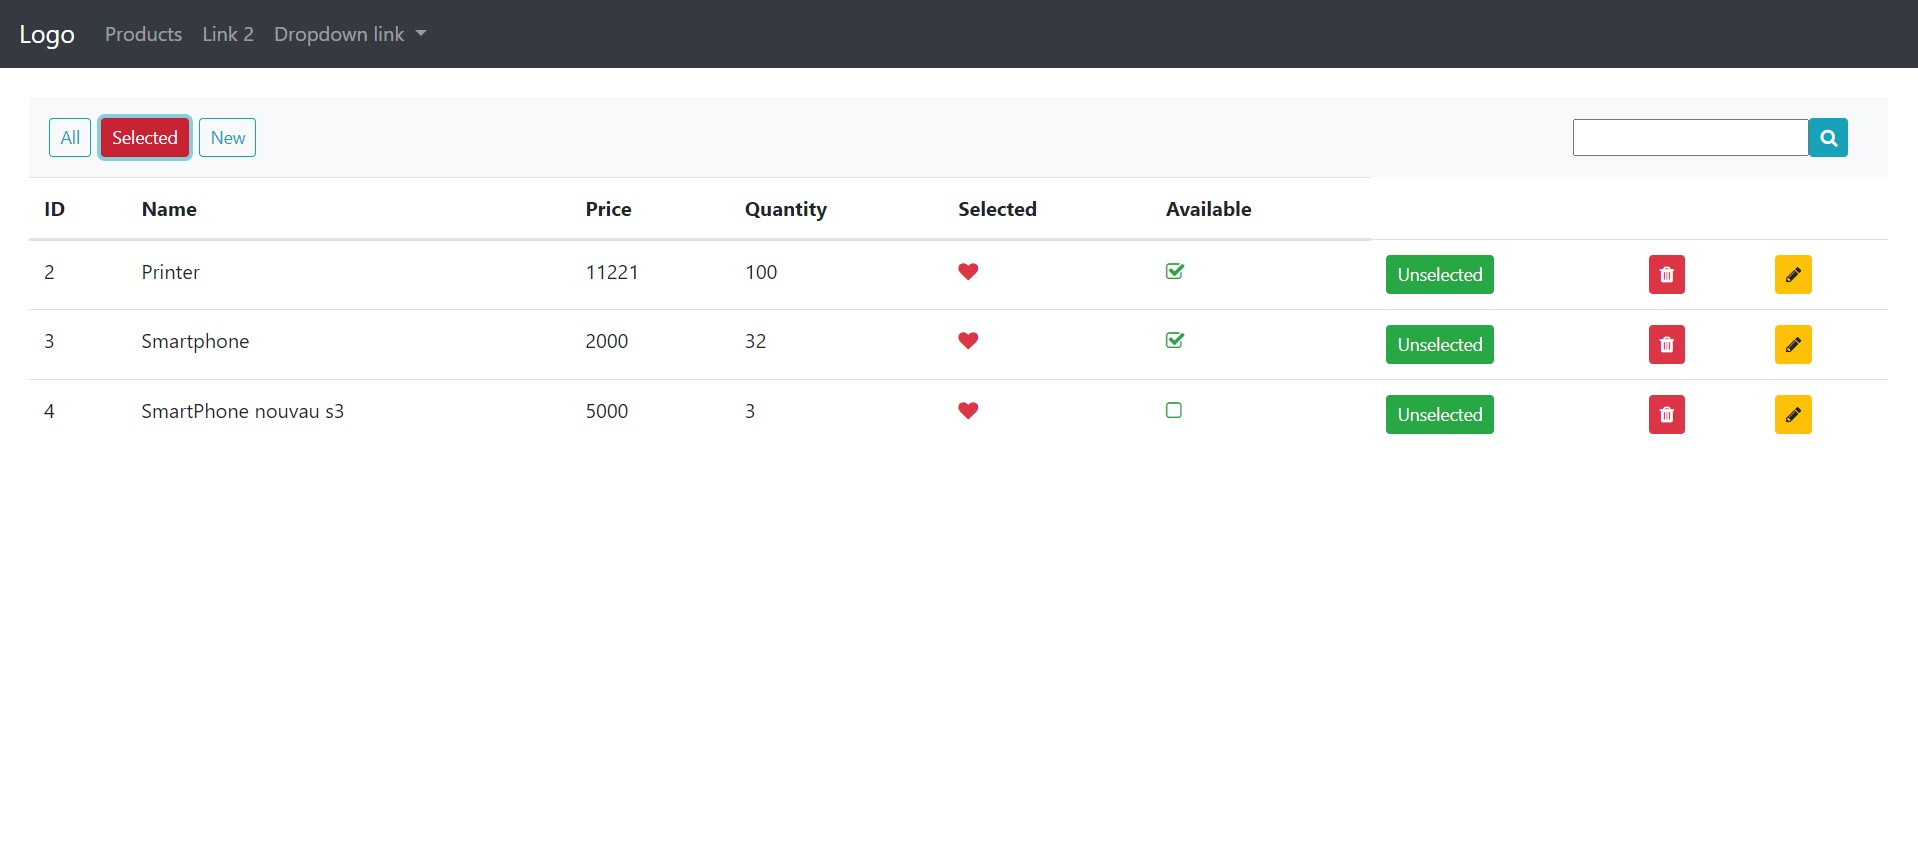 Logo Products Link 2 Dropdown link
All Selected New
ID Name Price Quantity Selected Available
2 Printer 11221 100 Unselected
3 Smartphone 2000 32 Unselected
4 SmartPhone nouvau s3 5000 3 Unselected